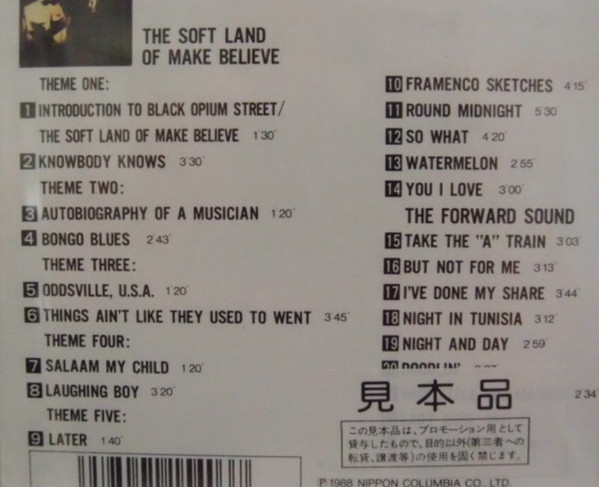 THE SOFT LAND
OF MAKE BELIEVE
THEME ONE:
1 INTRODUCTION TO BLACK OPIUM STREET/
THE SOFT LAND OF MAKE BELIEVE 1'30"
2 KNOWBODY KNOWS 3'30"
THEME TWO:
3 AUTOBIOGRAPHY OF A MUSICIAN 1'20"
4 BONGO BLUES 2'43"
THEME THREE:
5 ODDSVILLE, U.S.A. 1'20"
6 THINGS AIN'T LIKE THEY USED TO WENT 3'45"
THEME FOUR:
7 SALAAM MY CHILD 1'20"
8 LAUGHING BOY 3'20"
THEME FIVE:
9 LATER 1'40"
10 FRAMENCO SKETCHES 4'15"
11 ROUND MIDNIGHT 5'30"
12 SO WHAT 4'20"
13 WATERMELON 2'55"
14 YOU I LOVE 3'00"
THE FORWARD SOUND
15 TAKE THE "A" TRAIN 3'03"
16 BUT NOT FOR ME 3'13"
17 I'VE DONE MY SHARE 3'44"
18 NIGHT IN TUNISIA 3'12"
19 NIGHT AND DAY 2'59"
20 DOODLIN'
見本品
2'34
この見本品は、プロモーション用として
貸与したもので、目的以外(第三者への
転貸、譲渡等)の使用を固く禁じます。
Ⓟ1988 NIPPON COLUMBIA CO., LTD.